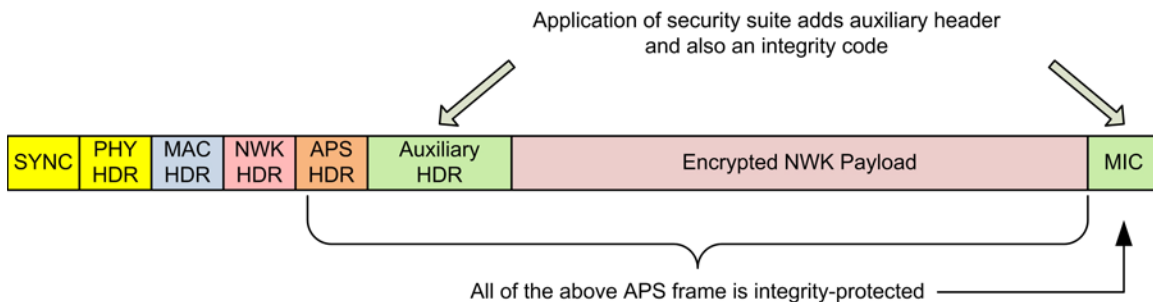 Application of security suite adds auxiliary header
and also an integrity code
SYNC
PHY
HDR
MAC
HDR
NWK
HDR
APS
HDR
Auxiliary
HDR
Encrypted NWK Payload
MIC
All of the above APS frame is integrity-protected